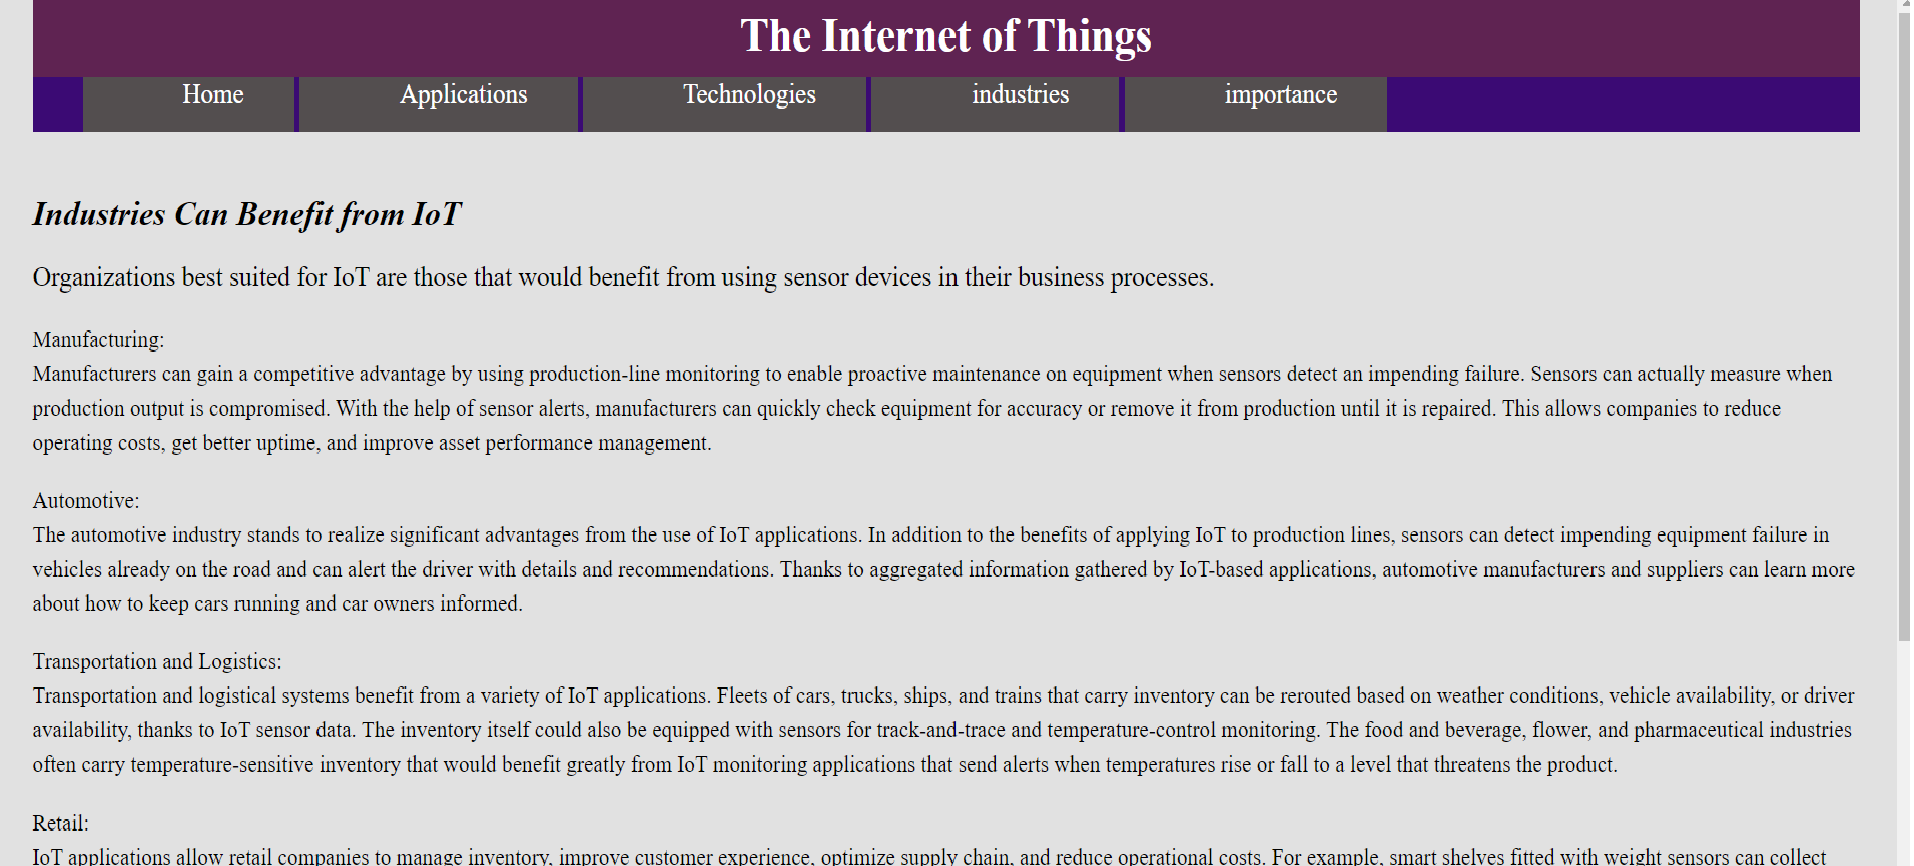 The Internet of Things
Home Applications Technologies industries importance
Industries Can Benefit from IoT
Organizations best suited for IoT are those that would benefit from using sensor devices in their business processes.
Manufacturing:
Manufacturers can gain a competitive advantage by using production-line monitoring to enable proactive maintenance on equipment when sensors detect an impending failure. Sensors can actually measure when
production output is compromised. With the help of sensor alerts, manufacturers can quickly check equipment for accuracy or remove it from production until it is repaired. This allows companies to reduce
operating costs, get better uptime, and improve asset performance management.
Automotive:
The automotive industry stands to realize significant advantages from the use of IoT applications. In addition to the benefits of applying IoT to production lines, sensors can detect impending equipment failure in
vehicles already on the road and can alert the driver with details and recommendations. Thanks to aggregated information gathered by IoT-based applications, automotive manufacturers and suppliers can learn more
about how to keep cars running and car owners informed.
Transportation and Logistics:
Transportation and logistical systems benefit from a variety of IoT applications. Fleets of cars, trucks, ships, and trains that carry inventory can be rerouted based on weather conditions, vehicle availability, or driver
availability, thanks to IoT sensor data. The inventory itself could also be equipped with sensors for track-and-trace and temperature-control monitoring. The food and beverage, flower, and pharmaceutical industries
often carry temperature-sensitive inventory that would benefit greatly from IoT monitoring applications that send alerts when temperatures rise or fall to a level that threatens the product.
Retail:
IoT applications allow retail companies to manage inventory, improve customer experience, optimize supply chain, and reduce operational costs. For example, smart shelves fitted with weight sensors can collect